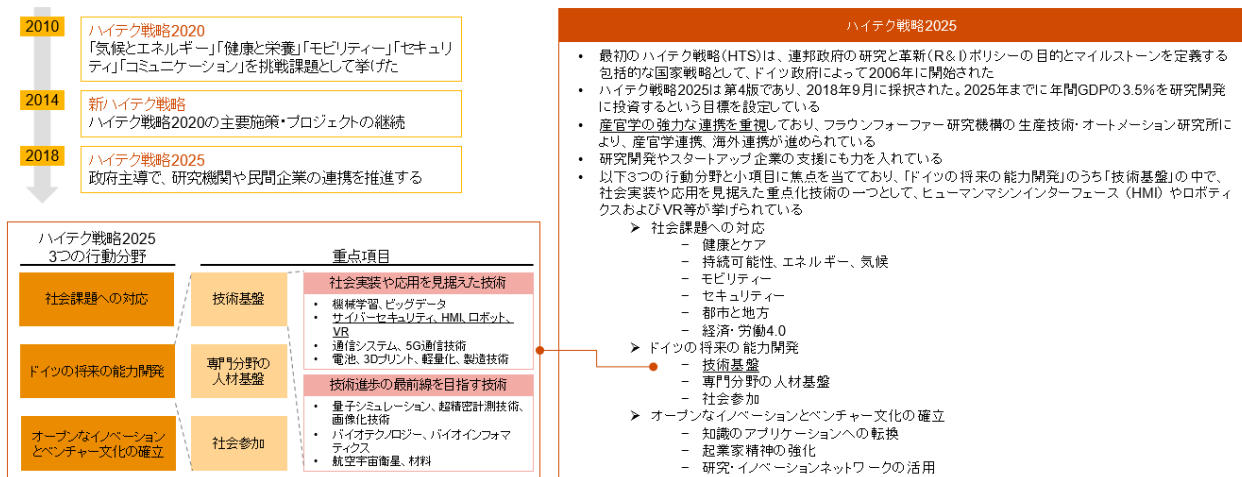 2010
ハイテク戦略2020
「気候とエネルギー」「健康と栄養」「モビリティー」「セキュリ
ティ」「コミュニケーション」を挑戦課題として挙げた
2014
新ハイテク戦略
ハイテク戦略2020の主要施策・プロジェクトの継続
2018
ハイテク戦略2025
政府主導で、研究機関や民間企業の連携を推進する
ハイテク戦略2025
3つの行動分野
重点項目
社会課題への対応
ドイツの将来の能力開発
オープンなイノベーション
とベンチャー文化の確立
技術基盤
専門分野の
人材基盤
社会参加
社会実装や応用を見据えた技術
• 機械学習、ビッグデータ
• サイバーセキュリティ、HMI、ロボット、
VR
• 通信システム、5G通信技術
• 電池、3Dプリント、軽量化、製造技術
技術進歩の最前線を目指す技術
• 量子シミュレーション、超精密計測技術、
画像化技術
• バイオテクノロジー、バイオインフォマ
ティクス
• 航空宇宙衛星、材料
ハイテク戦略2025
• 最初のハイテク戦略(HTS)は、連邦政府の研究と革新(R&I)ポリシーの目的とマイルストーンを定義する
包括的な国家戦略として、ドイツ政府によって2006年に開始された
• ハイテク戦略2025は第4版であり、2018年9月に採択された。2025年までに年間GDPの3.5%を研究開発
に投資するという目標を設定している
• 産官学の強力な連携を重視しており、フラウンフォーファー研究機構の生産技術・オートメーション研究所に
より、産官学連携、海外連携が進められている
• 研究開発やスタートアップ企業の支援にも力を入れている
• 以下3つの行動分野と小項目に焦点を当てており、「ドイツの将来の能力開発」のうち「技術基盤」の中で、
社会実装や応用を見据えた重点化技術の一つとして、ヒューマンマシンインターフェース (HMI) やロボティ
クスおよびVR等が挙げられている
➤ 社会課題への対応
– 健康とケア
– 持続可能性、エネルギー、気候
– モビリティー
– セキュリティー
– 都市と地方
– 経済・労働4.0
➤ ドイツの将来の能力開発
– 技術基盤
– 専門分野の人材基盤
– 社会参加
➤ オープンなイノベーションとベンチャー文化の確立
– 知識のアプリケーションへの転換
– 起業家精神の強化
– 研究・イノベーションネットワークの活用